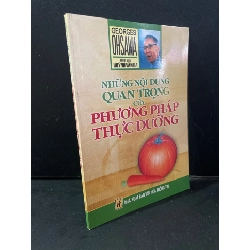 GEORGES
OHSAWA
NHỮNG NỘI DUNG
QUAN TRỌNG
CỦA
PHƯƠNG PHÁP
THỰC DƯỠNG